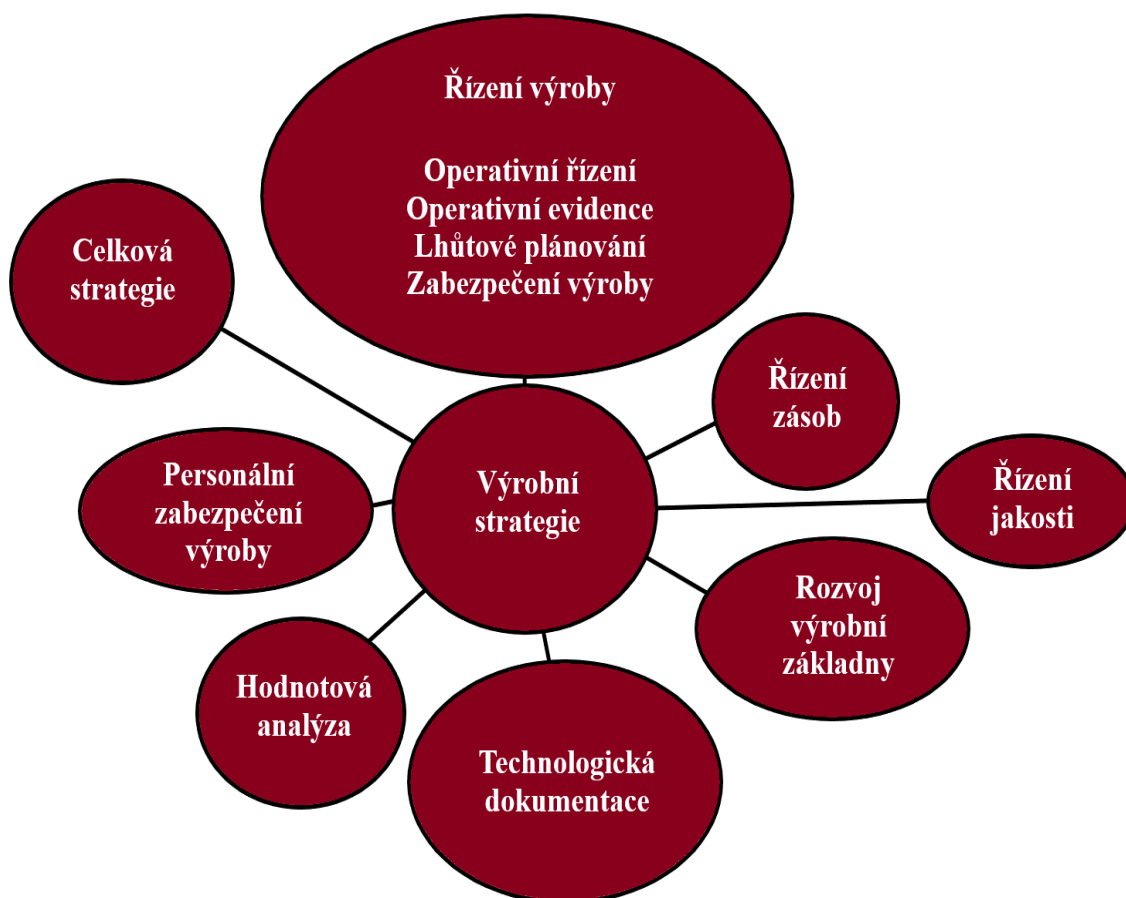 Řízení výroby
Operativní řízení
Operativní evidence
Lhůtové plánování
Zabezpečení výroby
Celková
strategie
Řízení
zásob
Personální
zabezpečení
výroby
Výrobní
strategie
Řízení
jakosti
Rozvoj
výrobní
základny
Hodnotová
analýza
Technologická
dokumentace